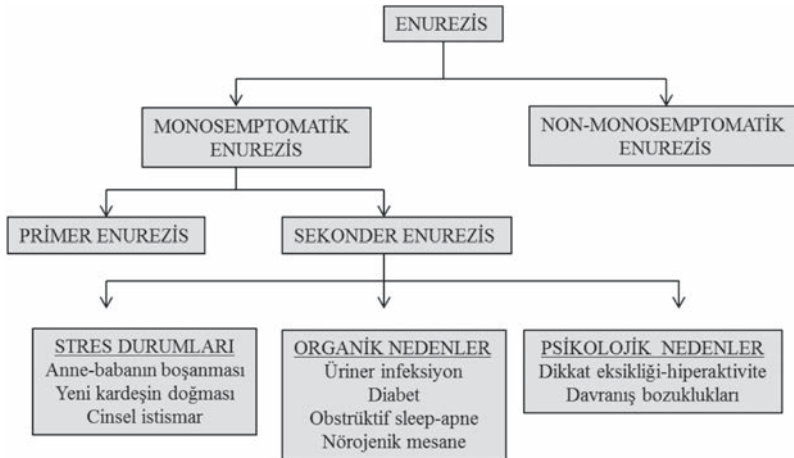 ENUREZİS
MONOSEMPTOMATİK
ENUREZİS
NON-MONOSEMPTOMATİK
ENUREZİS
PRİMER ENUREZİS
SEKONDER ENUREZİS
STRES DURUMLARI
Anne-babanın boşanması
Yeni kardeşin doğması
Cinsel istismar
ORGANİK NEDENLER
Üriner infeksiyon
Diabet
Obstrüktif sleep-apne
Nörojenik mesane
PSİKOLOJİK NEDENLER
Dikkat eksikliği-hiperaktivite
Davranış bozuklukları